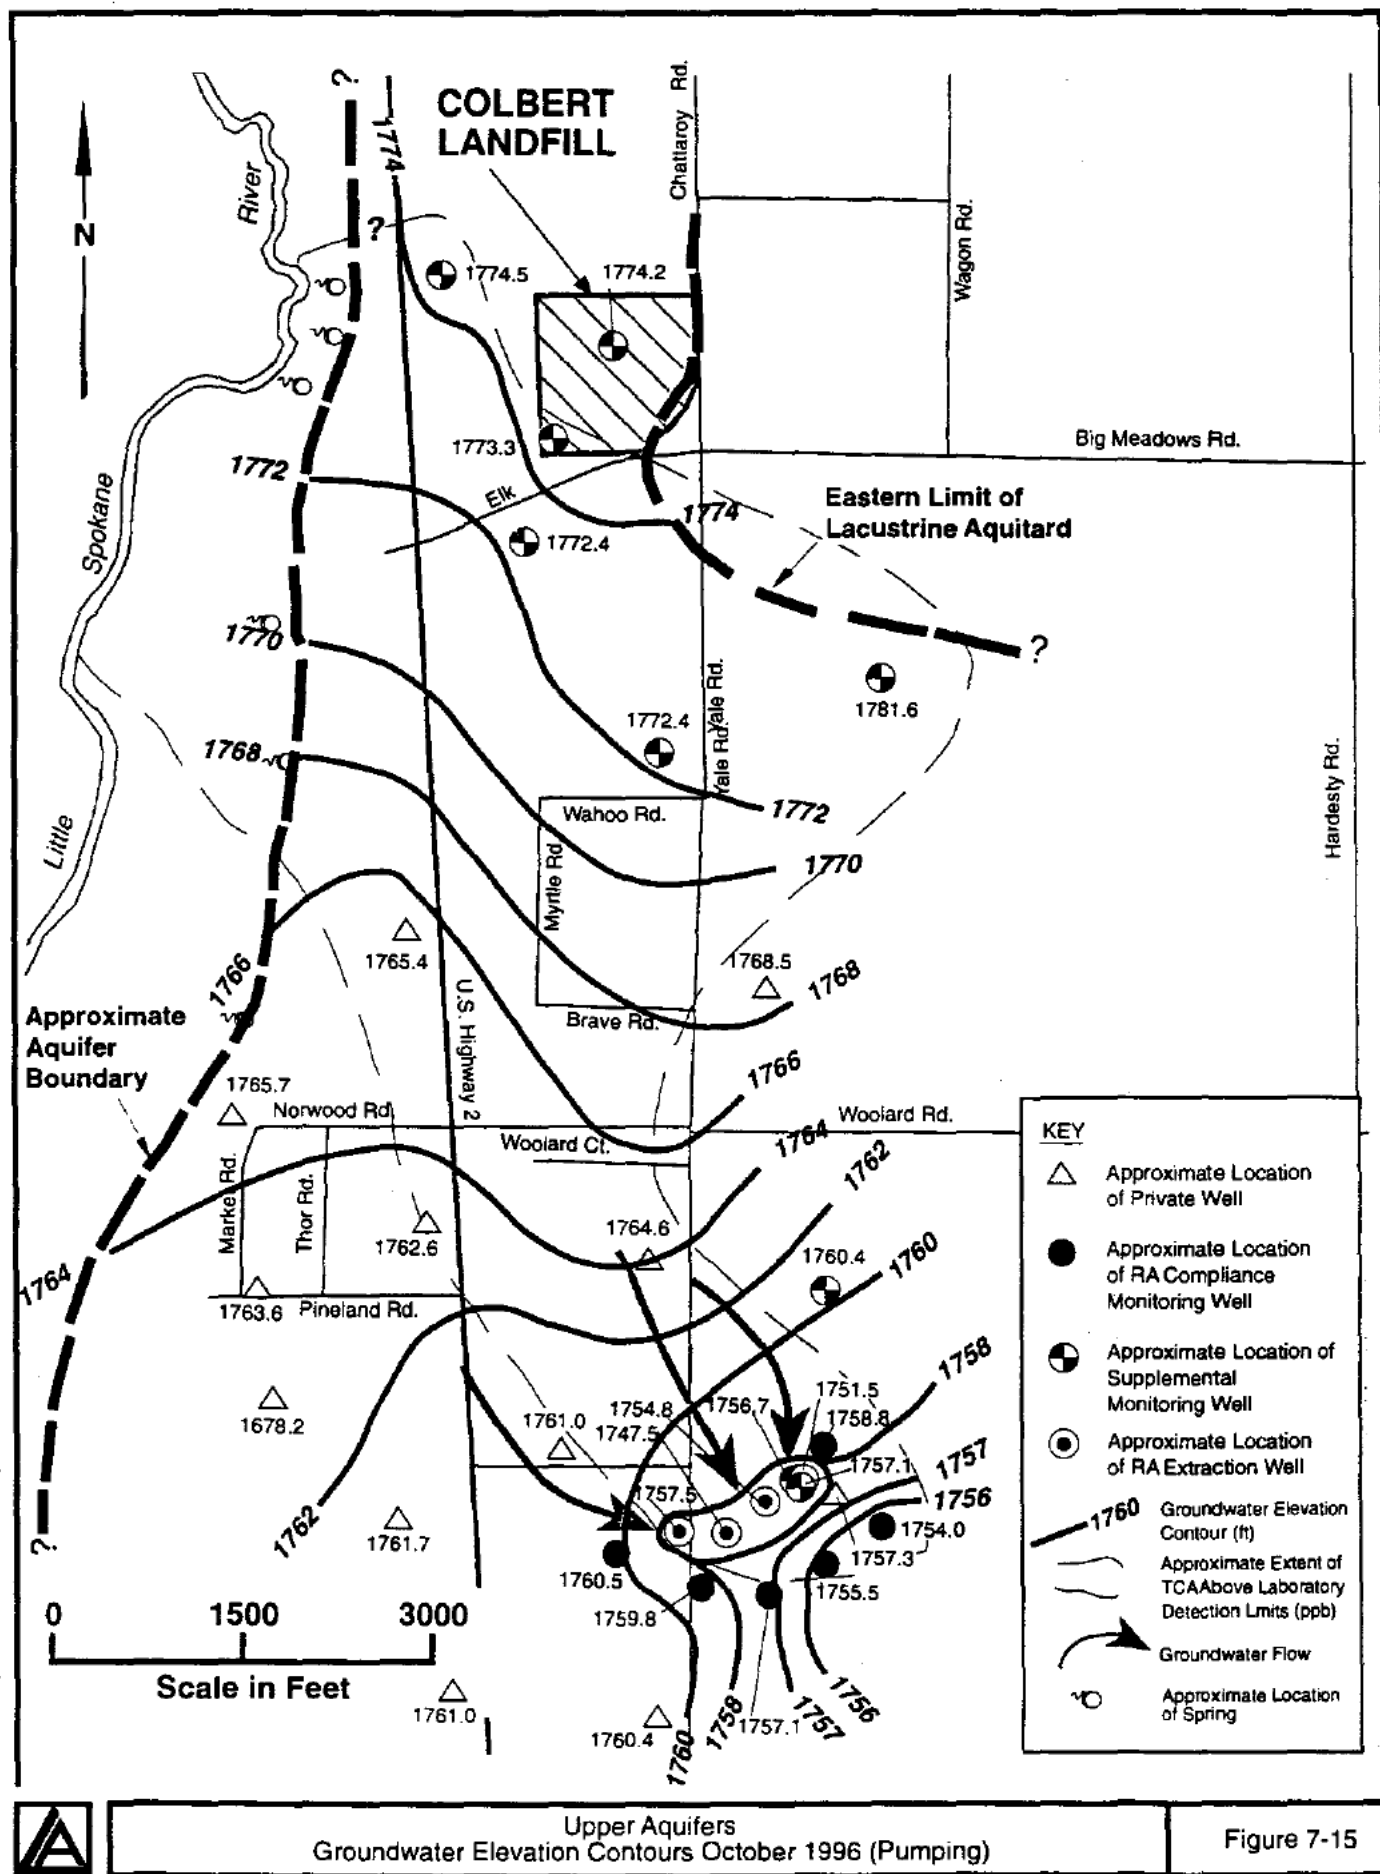 ?
1774
COLBERT
LANDFILL
Chattaroy Rd.
River
N
?
1774.5
1774.2
Wagon Rd.
1773.3
Big Meadows Rd.
1772
Elk
1774
Eastern Limit of
Lacustrine Aquitard
Spokane
1772.4
1770
?
Yale Rd.
Yale Rd.
1781.6
1772.4
1768
Wahoo Rd.
1772
Hardesty Rd.
Little
Myrtle Rd.
1770
1765.4
1768.5
1768
1766
U.S. Highway 2
Brave Rd.
Approximate
Aquifer
Boundary
1765.7
1766
Norwood Rd.
Woolard Rd.
1764
Woolard Ct.
1762
Market Rd.
Thor Rd.
1762.6
1764.6
1760.4
1760
1764
1763.6
Pineland Rd.
1758
1678.2
1761.0
1754.8
1747.5
1756.7
1751.5
1758.8
1757.1
1757
1757.5
1756
1762
1761.7
1754.0
1757.3
1760.5
1755.5
1759.8
?
0 1500 3000
Scale in Feet
1761.0
1760.4
1760
1758
1757.1
1757
1756
KEY
Approximate Location
of Private Well
Approximate Location
of RA Compliance
Monitoring Well
Approximate Location of
Supplemental
Monitoring Well
Approximate Location
of RA Extraction Well
1760
Groundwater Elevation
Contour (ft)
Approximate Extent of
TCAAbove Laboratory
Detection Lmits (ppb)
Groundwater Flow
Approximate Location
of Spring
Upper Aquifers
Groundwater Elevation Contours October 1996 (Pumping)
Figure 7-15